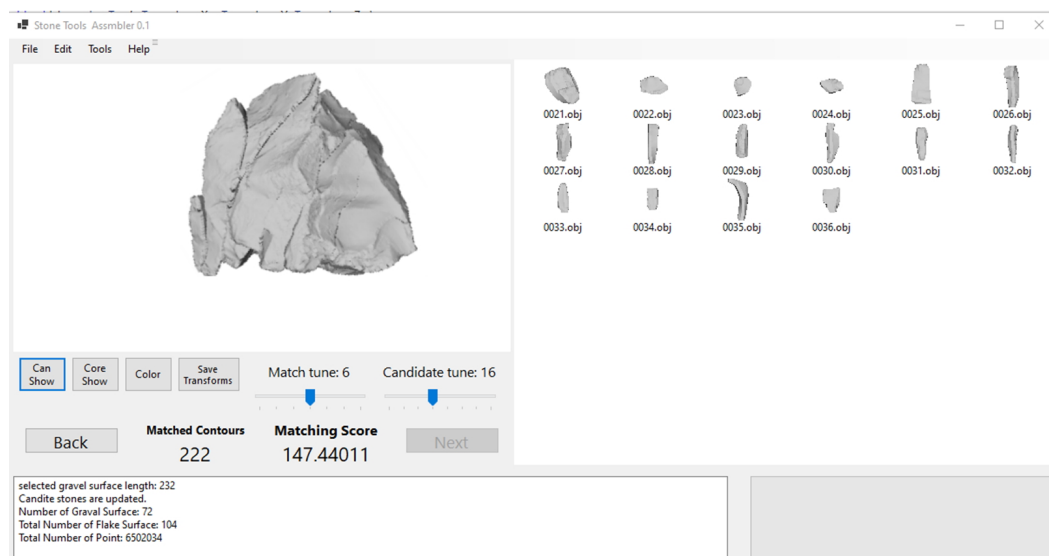 Stone Tools Assmbler 0.1
File Edit Tools Help
0021.obj 0022.obj 0023.obj 0024.obj 0025.obj 0026.obj
0027.obj 0028.obj 0029.obj 0030.obj 0031.obj 0032.obj
0033.obj 0034.obj 0035.obj 0036.obj
Can Show
Core Show
Color
Save Transforms
Match tune: 6
Candidate tune: 16
Back
Matched Contours
222
Matching Score
147.44011
Next
selected gravel surface length: 232
Candite stones are updated.
Number of Graval Surface: 72
Total Number of Flake Surface: 104
Total Number of Point: 6502034